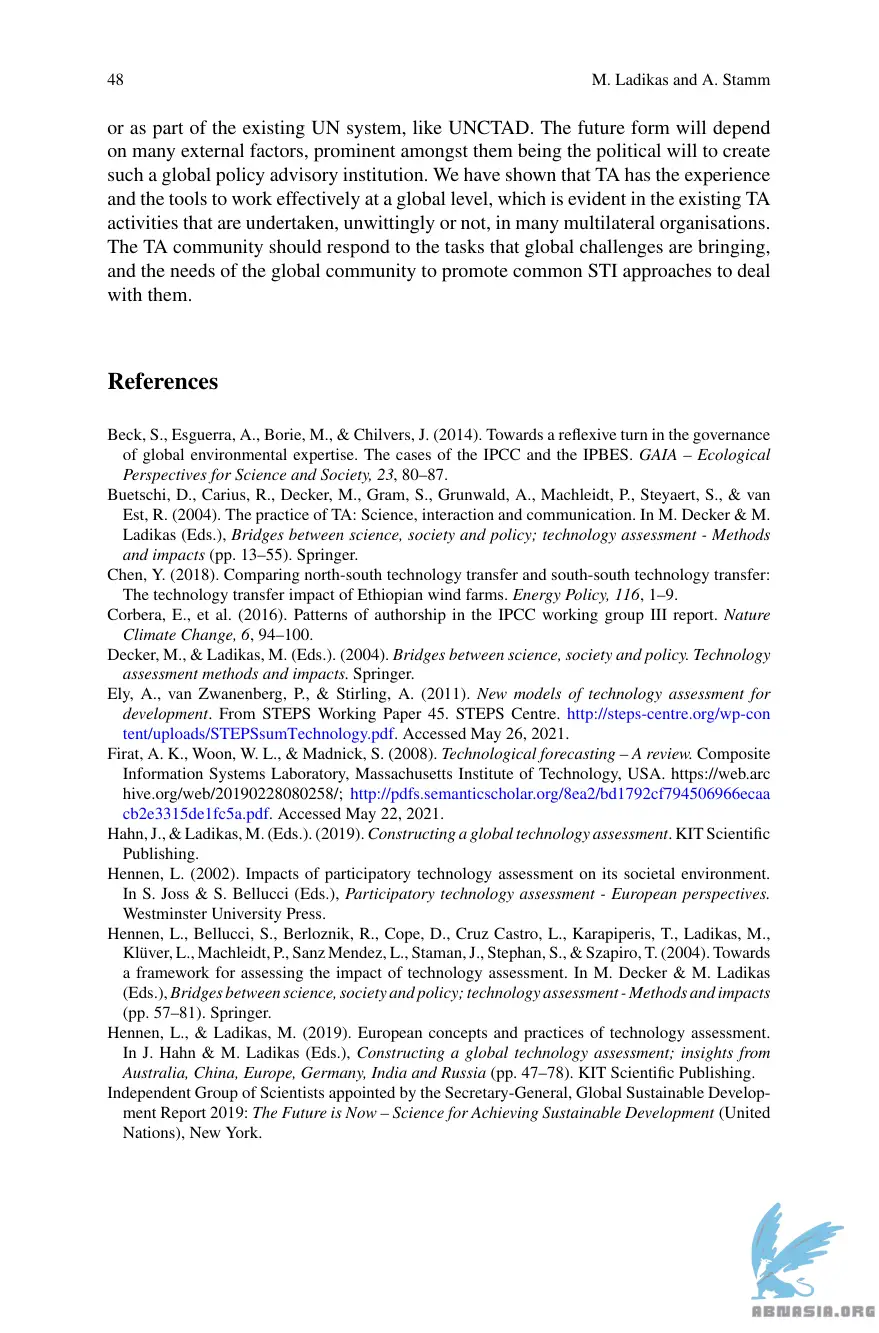 48
M. Ladikas and A. Stamm
or as part of the existing UN system, like UNCTAD. The future form will depend
on many external factors, prominent amongst them being the political will to create
such a global policy advisory institution. We have shown that TA has the experience
and the tools to work effectively at a global level, which is evident in the existing TA
activities that are undertaken, unwittingly or not, in many multilateral organisations.
The TA community should respond to the tasks that global challenges are bringing,
and the needs of the global community to promote common STI approaches to deal
with them.
References
Beck, S., Esguerra, A., Borie, M., & Chilvers, J. (2014). Towards a reflexive turn in the governance
of global environmental expertise. The cases of the IPCC and the IPBES. GAIA – Ecological
Perspectives for Science and Society, 23, 80–87.
Buetschi, D., Carius, R., Decker, M., Gram, S., Grunwald, A., Machleidt, P., Steyaert, S., & van
Est, R. (2004). The practice of TA: Science, interaction and communication. In M. Decker & M.
Ladikas (Eds.), Bridges between science, society and policy; technology assessment - Methods
and impacts (pp. 13–55). Springer.
Chen, Y. (2018). Comparing north-south technology transfer and south-south technology transfer:
The technology transfer impact of Ethiopian wind farms. Energy Policy, 116, 1–9.
Corbera, E., et al. (2016). Patterns of authorship in the IPCC working group III report. Nature
Climate Change, 6, 94–100.
Decker, M., & Ladikas, M. (Eds.). (2004). Bridges between science, society and policy. Technology
assessment methods and impacts. Springer.
Ely, A., van Zwanenberg, P., & Stirling, A. (2011). New models of technology assessment for
development. From STEPS Working Paper 45. STEPS Centre. http://steps-centre.org/wp-con
tent/uploads/STEPSsumTechnology.pdf. Accessed May 26, 2021.
Firat, A. K., Woon, W. L., & Madnick, S. (2008). Technological forecasting – A review. Composite
Information Systems Laboratory, Massachusetts Institute of Technology, USA. https://web.arc
hive.org/web/20190228080258/; http://pdfs.semanticscholar.org/8ea2/bd1792cf794506966ecaa
cb2e3315de1fc5a.pdf. Accessed May 22, 2021.
Hahn, J., & Ladikas, M. (Eds.). (2019). Constructing a global technology assessment. KIT Scientific
Publishing.
Hennen, L. (2002). Impacts of participatory technology assessment on its societal environment.
In S. Joss & S. Bellucci (Eds.), Participatory technology assessment - European perspectives.
Westminster University Press.
Hennen, L., Bellucci, S., Berloznik, R., Cope, D., Cruz Castro, L., Karapiperis, T., Ladikas, M.,
Klüver, L., Machleidt, P., Sanz Mendez, L., Staman, J., Stephan, S., & Szapiro, T. (2004). Towards
a framework for assessing the impact of technology assessment. In M. Decker & M. Ladikas
(Eds.), Bridges between science, society and policy; technology assessment - Methods and impacts
(pp. 57–81). Springer.
Hennen, L., & Ladikas, M. (2019). European concepts and practices of technology assessment.
In J. Hahn & M. Ladikas (Eds.), Constructing a global technology assessment; insights from
Australia, China, Europe, Germany, India and Russia (pp. 47–78). KIT Scientific Publishing.
Independent Group of Scientists appointed by the Secretary-General, Global Sustainable Develop-
ment Report 2019: The Future is Now – Science for Achieving Sustainable Development (United
Nations), New York.
ABNASIA.ORG